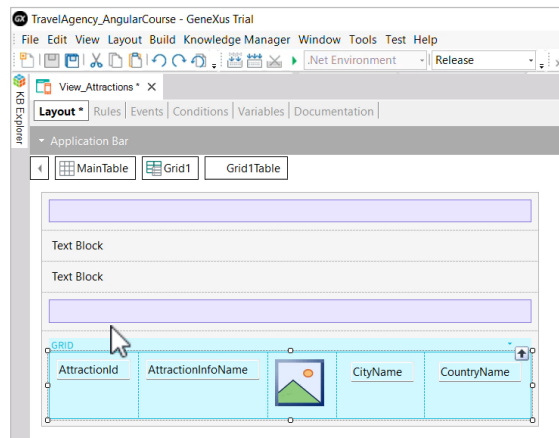 GX TravelAgency_AngularCourse - GeneXus Trial
File Edit View Layout Build Knowledge Manager Window Tools Test Help
.Net Environment Release
View_Attractions * X
KB Explorer
Layout * Rules Events Conditions Variables Documentation
Application Bar
MainTable Grid1 Grid1Table
Text Block
Text Block
GRID
AttractionId AttractionInfoName CityName CountryName